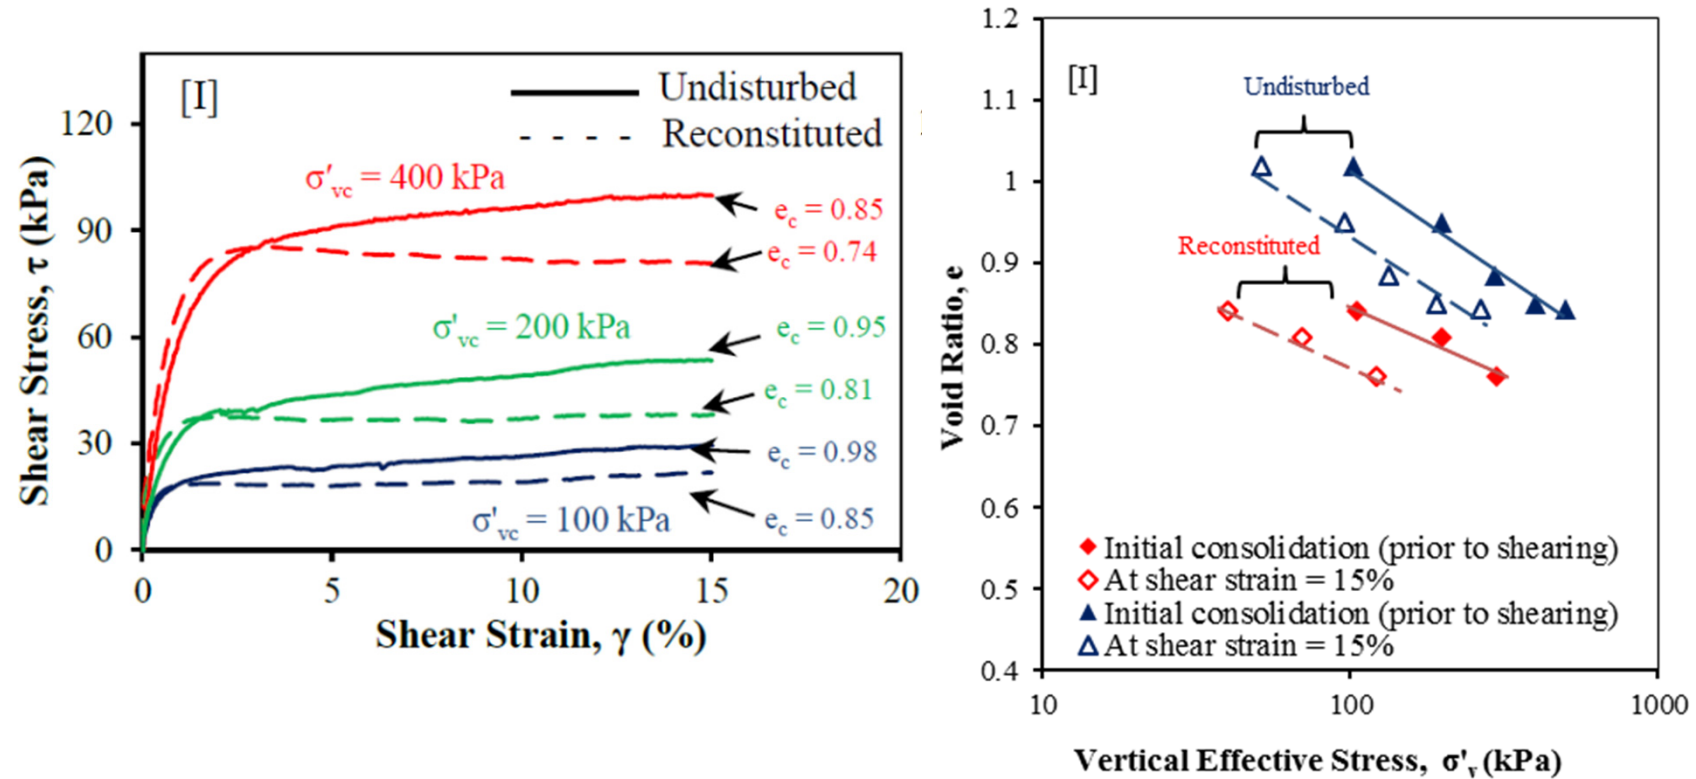 [I]
Undisturbed
Reconstituted
σ'vc = 400 kPa
ec = 0.85
ec = 0.74
σ'vc = 200 kPa
ec = 0.95
ec = 0.81
ec = 0.98
σ'vc = 100 kPa
ec = 0.85
120
90
60
30
0
0 5 10 15 20
Shear Stress, τ (kPa)
Shear Strain, γ (%)
[I]
Undisturbed
Reconstituted
1.2
1.1
1
0.9
0.8
0.7
0.6
0.5
0.4
Void Ratio, e
Initial consolidation (prior to shearing)
At shear strain = 15%
Initial consolidation (prior to shearing)
At shear strain = 15%
10 100 1000
Vertical Effective Stress, σ'v (kPa)